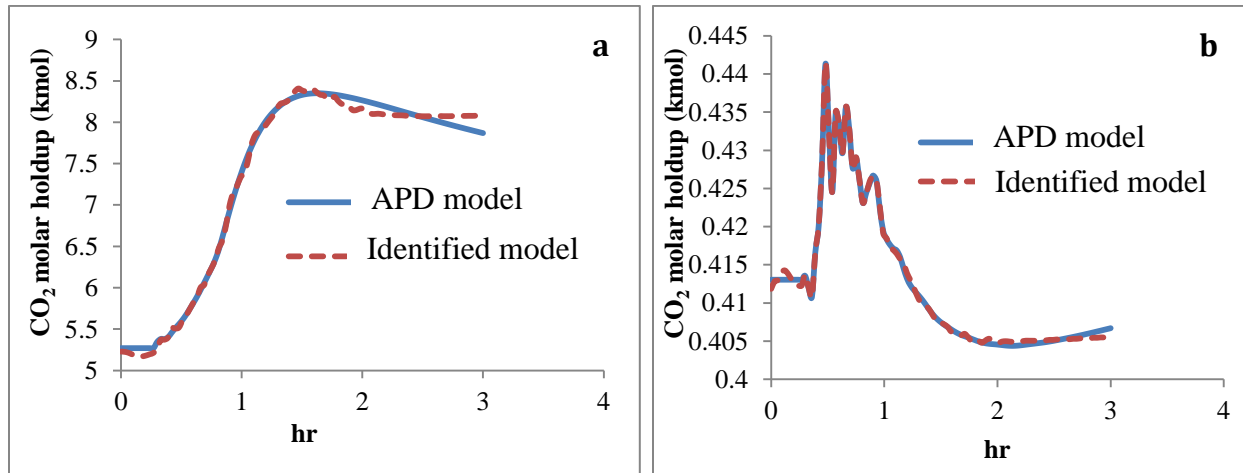 a
CO₂ molar holdup (kmol)
9
8.5
8
7.5
7
6.5
6
5.5
5
0 1 2 3 4
hr
APD model
Identified model
b
CO₂ molar holdup (kmol)
0.445
0.44
0.435
0.43
0.425
0.42
0.415
0.41
0.405
0.4
0 1 2 3 4
hr
APD model
Identified model